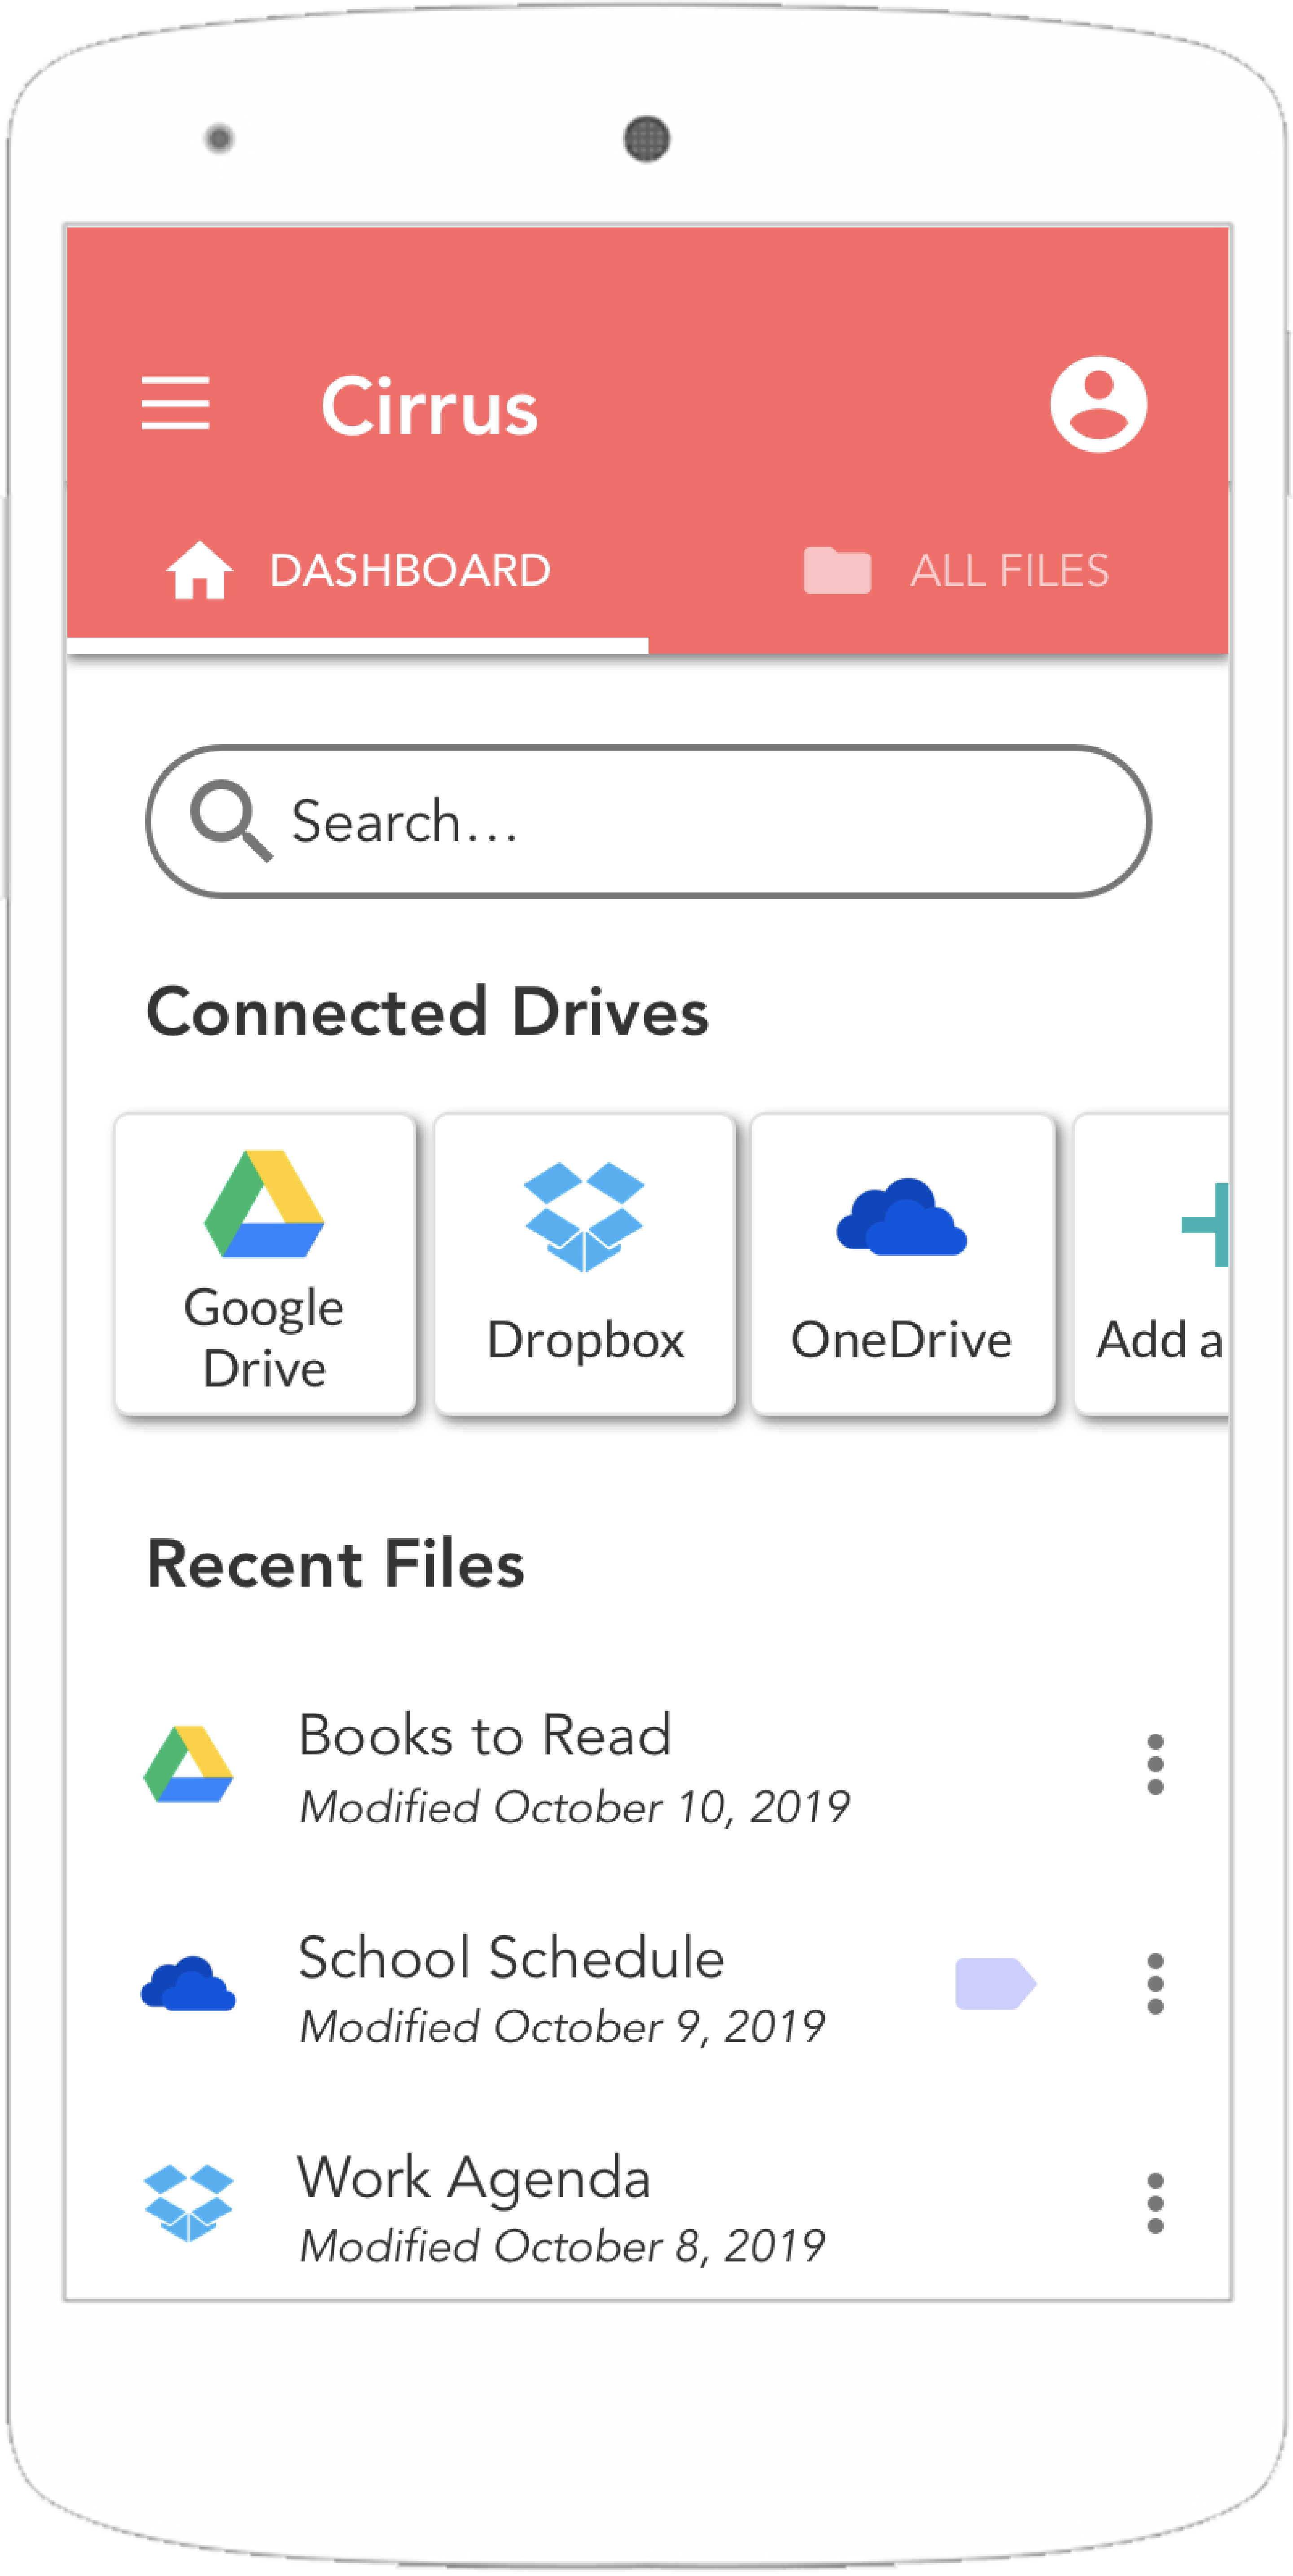 Cirrus
DASHBOARD
ALL FILES
Search...
Connected Drives
Google
Drive
Dropbox
OneDrive
Add a
Recent Files
Books to Read
Modified October 10, 2019
School Schedule
Modified October 9, 2019
Work Agenda
Modified October 8, 2019